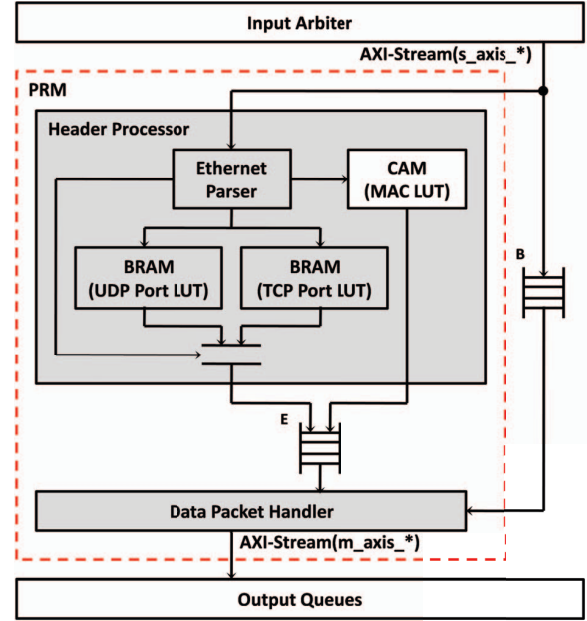 Input Arbiter
AXI-Stream(s_axis_*)
PRM
Header Processor
Ethernet
Parser
CAM
(MAC LUT)
BRAM
(UDP Port LUT)
BRAM
(TCP Port LUT)
B
E
Data Packet Handler
AXI-Stream(m_axis_*)
Output Queues